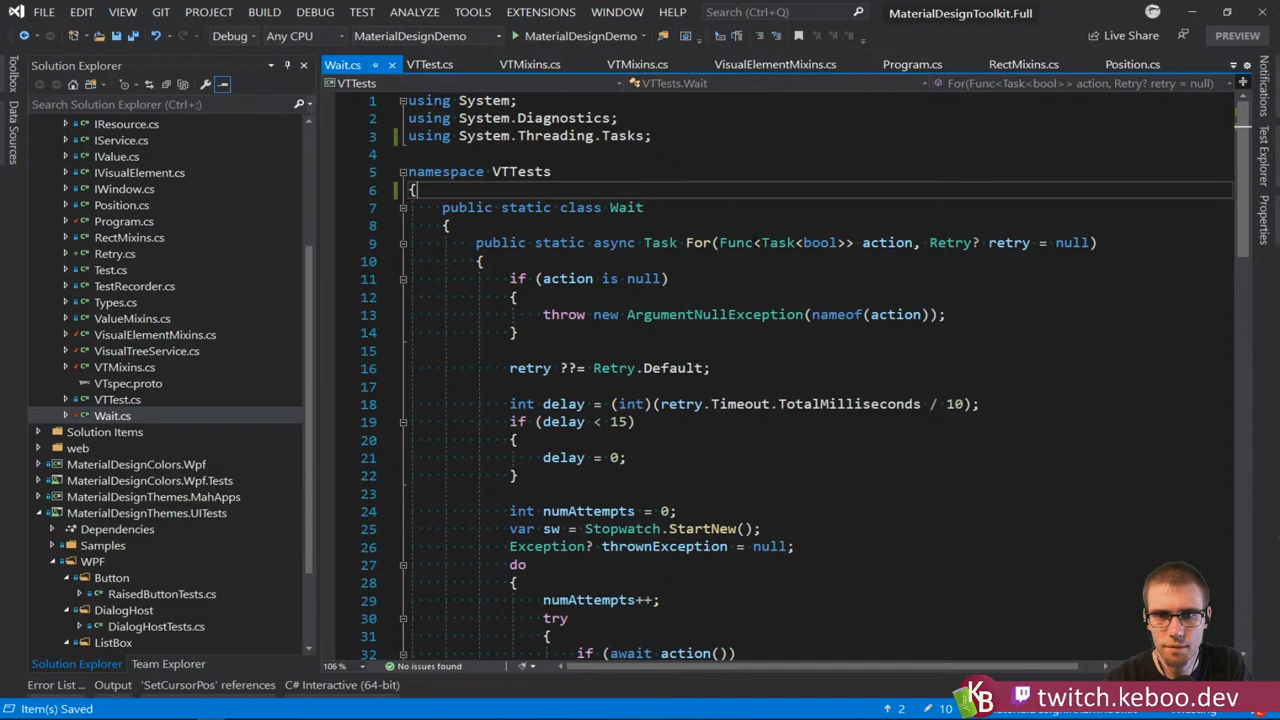 FILE EDIT VIEW GIT PROJECT BUILD DEBUG TEST ANALYZE TOOLS EXTENSIONS WINDOW HELP Search (Ctrl+Q) MaterialDesignToolkit.Full
Debug Any CPU MaterialDesignDemo MaterialDesignDemo Live Share PREVIEW
Toolbox
Data Sources
Solution Explorer
Search Solution Explorer (Ctrl+;)
IResource.cs
IService.cs
IValue.cs
IVisualElement.cs
IWindow.cs
Position.cs
Program.cs
RectMixins.cs
Retry.cs
Test.cs
TestRecorder.cs
Types.cs
ValueMixins.cs
VisualElementMixins.cs
VisualTreeService.cs
VTMixins.cs
VTspec.proto
VTTest.cs
Wait.cs
Solution Items
web
MaterialDesignColors.Wpf
MaterialDesignColors.Wpf.Tests
MaterialDesignThemes.MahApps
MaterialDesignThemes.UITests
Dependencies
Samples
WPF
Button
RaisedButtonTests.cs
DialogHost
DialogHostTests.cs
ListBox
Solution Explorer Team Explorer
Wait.cs VTTest.cs VTMixins.cs VTMixins.cs VisualElementMixins.cs Program.cs RectMixins.cs Position.cs
VTTests VTTests.Wait For(Func<Task<bool>> action, Retry? retry = null)
1 using System;
2 using System.Diagnostics;
3 using System.Threading.Tasks;
4
5 namespace VTTests
6 {
7 public static class Wait
8 {
9 public static async Task For(Func<Task<bool>> action, Retry? retry = null)
10 {
11 if (action is null)
12 {
13 throw new ArgumentNullException(nameof(action));
14 }
15
16 retry ??= Retry.Default;
17
18 int delay = (int)(retry.Timeout.TotalMilliseconds / 10);
19 if (delay < 15)
20 {
21 delay = 0;
22 }
23
24 int numAttempts = 0;
25 var sw = Stopwatch.StartNew();
26 Exception? thrownException = null;
27 do
28 {
29 numAttempts++;
30 try
31 {
32 if (await action())
106 % No issues found
Notifications
Test Explorer
Properties
Error List ... Output 'SetCursorPos' references C# Interactive (64-bit)
Item(s) Saved 2 10
KB twitch.keboo.dev